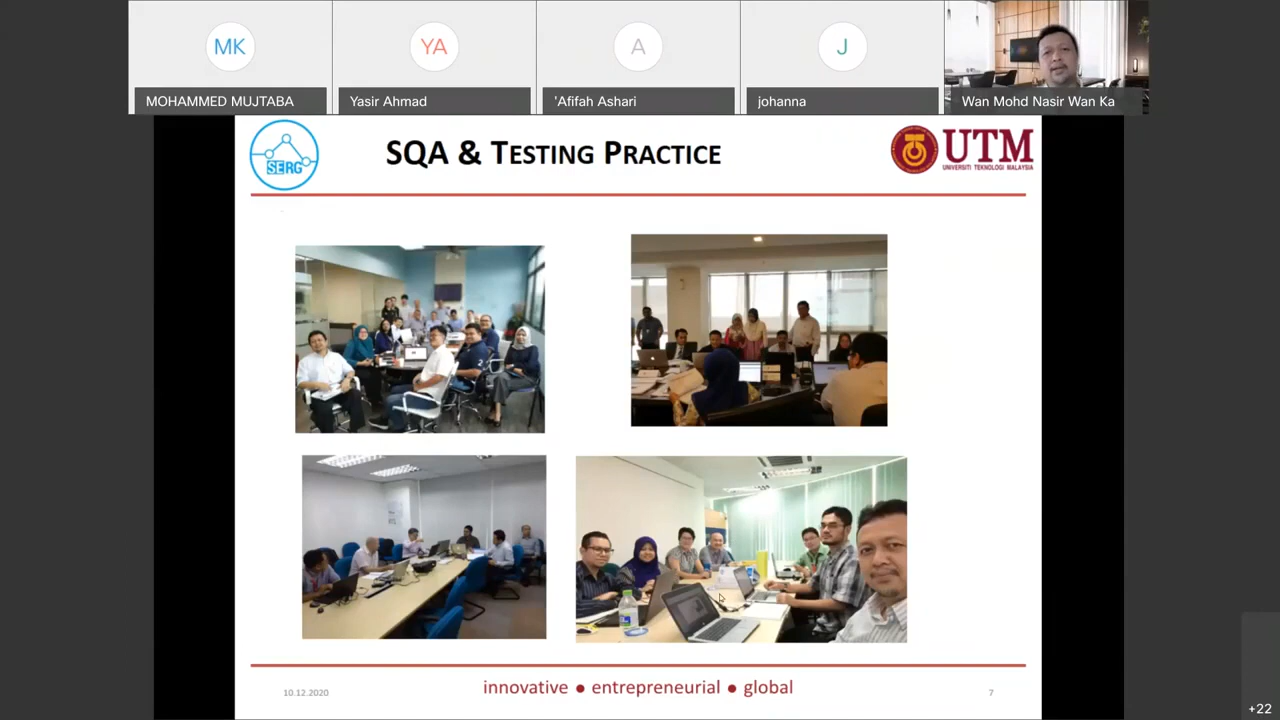 MK
YA
A
J
MOHAMMED MUJTABA
Yasir Ahmad
'Afifah Ashari
johanna
Wan Mohd Nasir Wan Ka
SERG
SQA & TESTING PRACTICE
UTM
UNIVERSITI TEKNOLOGI MALAYSIA
10.12.2020
innovative ● entrepreneurial ● global
7
+22